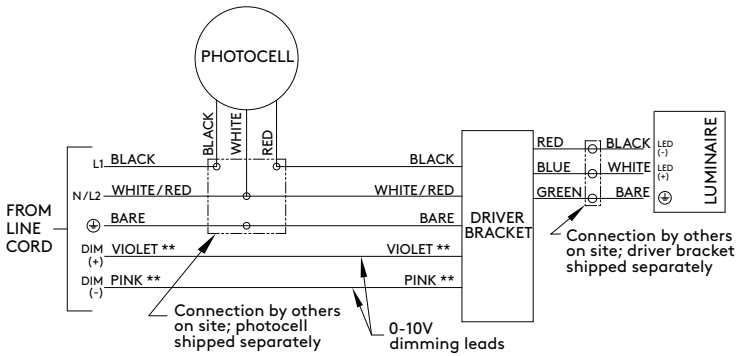 PHOTOCELL
BLACK
WHITE
RED
L1 BLACK BLACK
N/L2 WHITE/RED WHITE/RED
BARE BARE
DIM (+) VIOLET ** VIOLET **
DIM (-) PINK ** PINK **
FROM
LINE
CORD
DRIVER
BRACKET
RED BLACK LED (-)
BLUE WHITE LED (+)
GREEN BARE
LUMINAIRE
Connection by others
on site; driver bracket
shipped separately
Connection by others
on site; photocell
shipped separately
0-10V
dimming leads